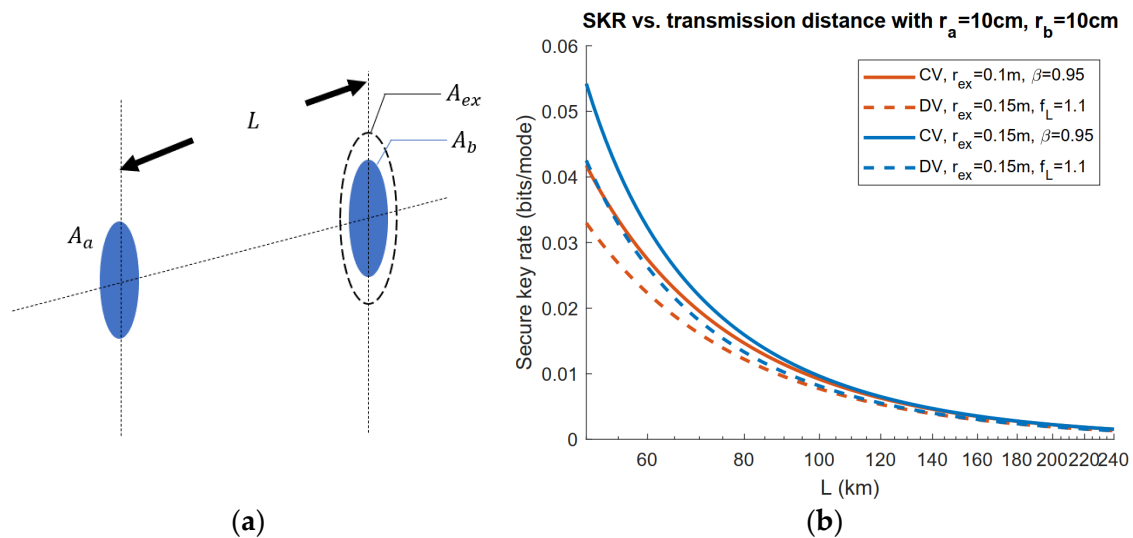 L
A_ex
A_b
A_a
(a)
SKR vs. transmission distance with r_a=10cm, r_b=10cm
CV, r_ex=0.1m, β=0.95
DV, r_ex=0.15m, f_L=1.1
CV, r_ex=0.15m, β=0.95
DV, r_ex=0.15m, f_L=1.1
Secure key rate (bits/mode)
0.06
0.05
0.04
0.03
0.02
0.01
0
60 80 100 120 140 160 180 200 220 240
L (km)
(b)